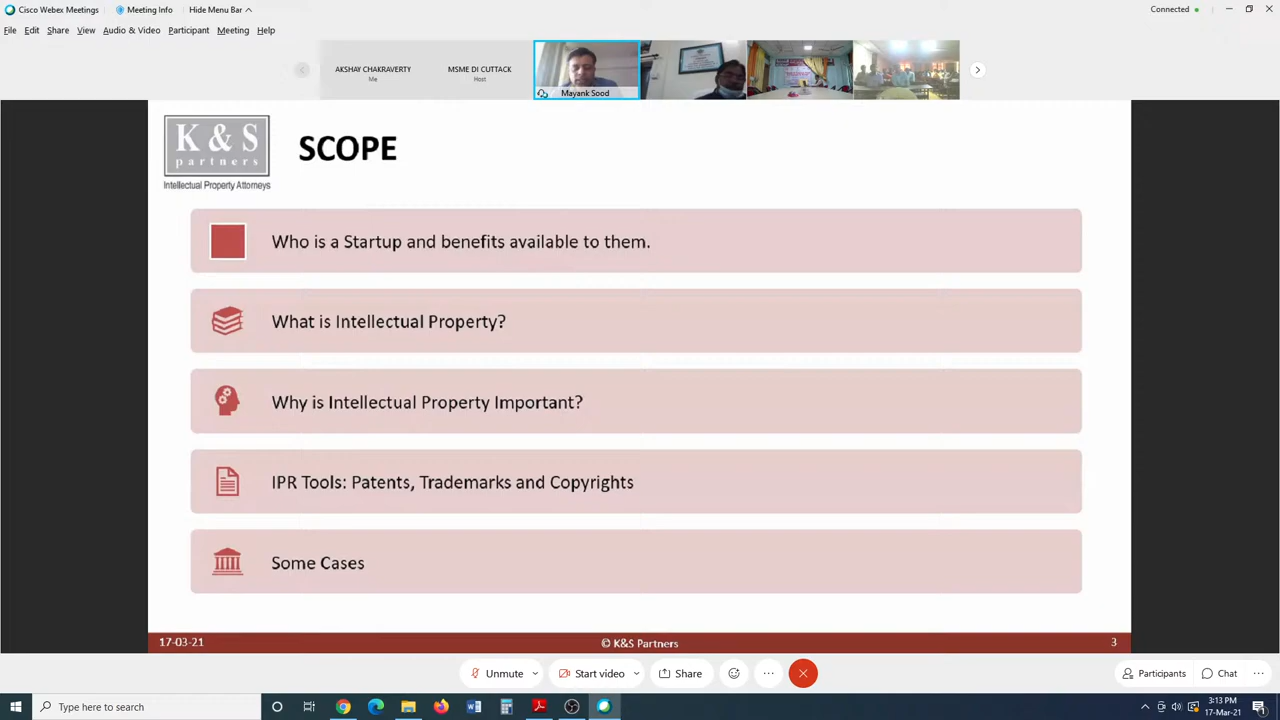 Cisco Webex Meetings
Meeting Info
Hide Menu Bar
Connected
File Edit Share View Audio & Video Participant Meeting Help
AKSHAY CHAKRAVERTY
Me
MSME DI CUTTACK
Host
Mayank Sood
K & S
partners
Intellectual Property Attorneys
SCOPE
Who is a Startup and benefits available to them.
What is Intellectual Property?
Why is Intellectual Property Important?
IPR Tools: Patents, Trademarks and Copyrights
Some Cases
17-03-21
© K&S Partners
3
Unmute
Start video
Share
Participants
Chat
Type here to search
3:13 PM
17-Mar-21